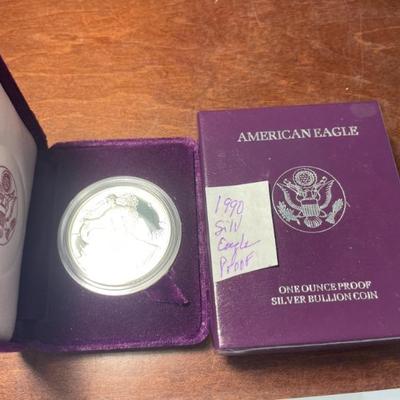 AMERICAN EAGLE
1990
Silv
Eagle
Proof
ONE OUNCE PROOF
SILVER BULLION COIN